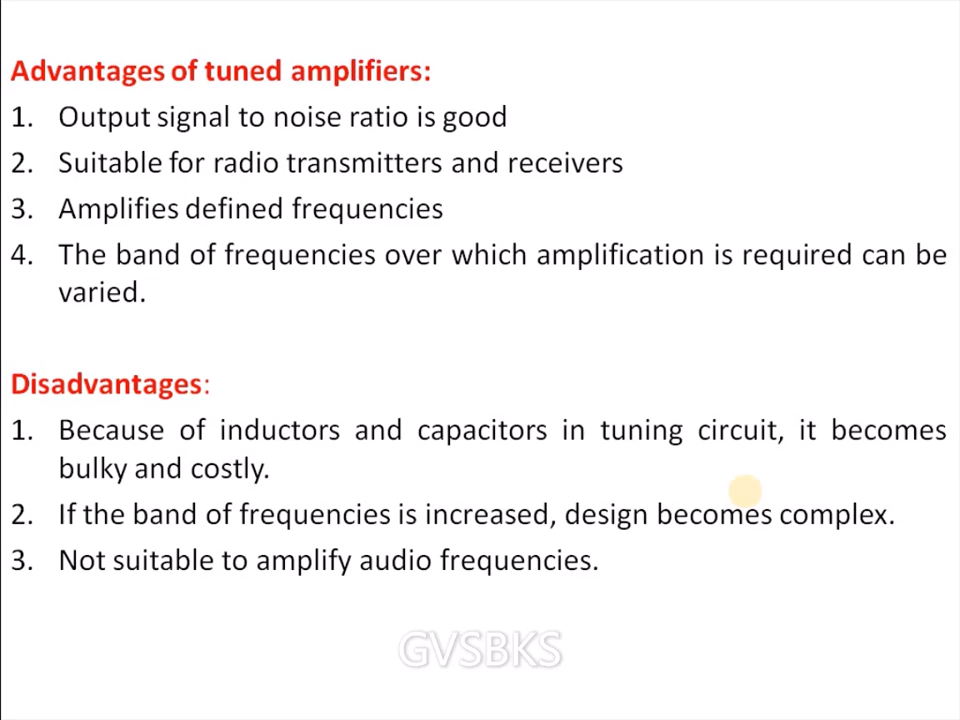 Advantages of tuned amplifiers:
1. Output signal to noise ratio is good
2. Suitable for radio transmitters and receivers
3. Amplifies defined frequencies
4. The band of frequencies over which amplification is required can be
varied.
Disadvantages:
1. Because of inductors and capacitors in tuning circuit, it becomes
bulky and costly.
2. If the band of frequencies is increased, design becomes complex.
3. Not suitable to amplify audio frequencies.
GVSBKS